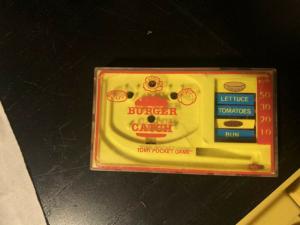 BURGER
CATCH
TOMY POCKET GAME
LETTUCE
TOMATOES
BUN
50
30
20
10